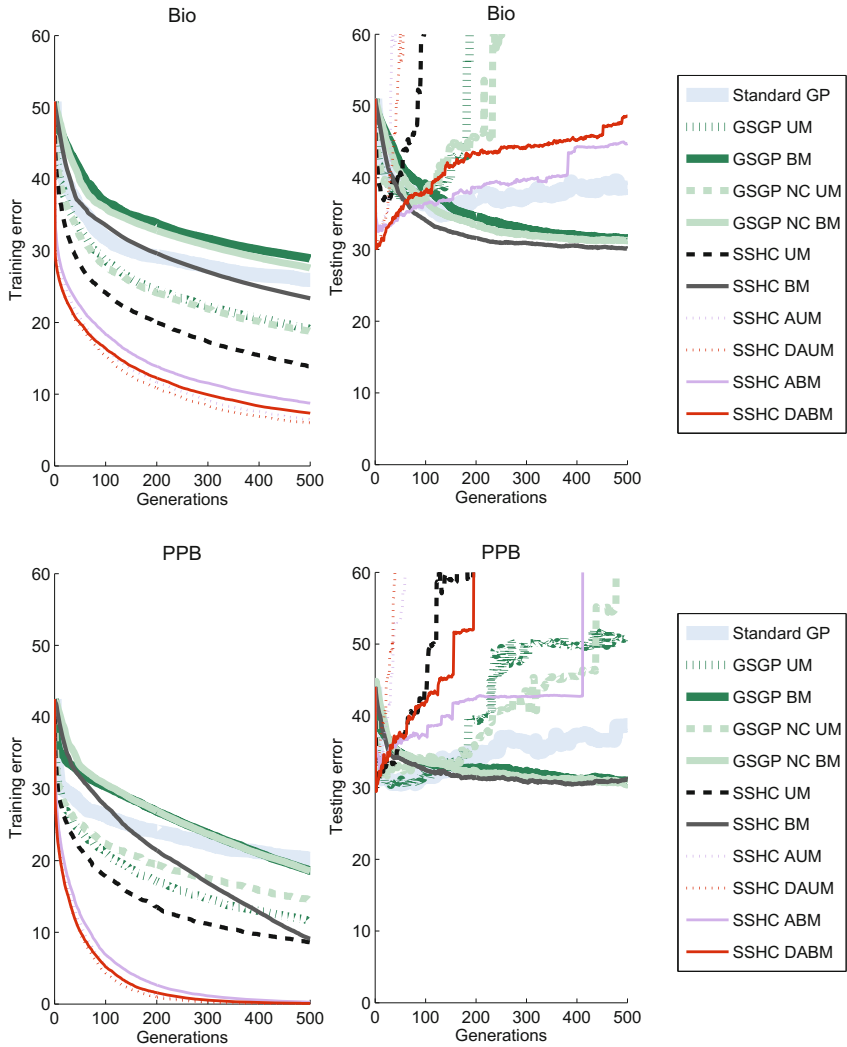 Bio
Bio
60
50
40
30
20
10
0
Training error
0 100 200 300 400 500
Generations
60
50
40
30
20
10
0
Testing error
0 100 200 300 400 500
Generations
Standard GP
GSGP UM
GSGP BM
GSGP NC UM
GSGP NC BM
SSHC UM
SSHC BM
SSHC AUM
SSHC DAUM
SSHC ABM
SSHC DABM
PPB
PPB
60
50
40
30
20
10
0
Training error
0 100 200 300 400 500
Generations
60
50
40
30
20
10
0
Testing error
0 100 200 300 400 500
Generations
Standard GP
GSGP UM
GSGP BM
GSGP NC UM
GSGP NC BM
SSHC UM
SSHC BM
SSHC AUM
SSHC DAUM
SSHC ABM
SSHC DABM